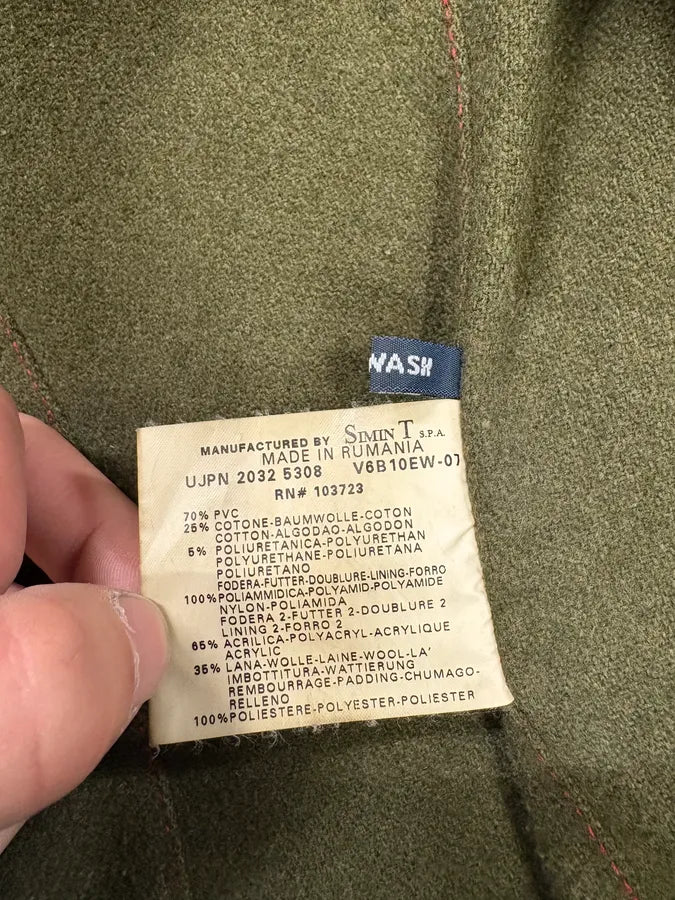 WASH
MANUFACTURED BY SIMINT S.P.A.
MADE IN RUMANIA
UJPN 2032 5308 V6B10EW-07
RN# 103723
70% PVC
25% COTONE-BAUMWOLLE-COTON
COTTON-ALGODAO-ALGODON
5% POLIURETANICA-POLYURETHAN
POLYURETHANE-POLIURETANA
POLIURETANO
FODERA-FUTTER-DOUBLURE-LINING-FORRO
100% POLIAMMIDICA-POLYAMID-POLYAMIDE
NYLON-POLIAMIDA
FODERA 2-FUTTER 2-DOUBLURE 2
LINING 2-FORRO 2
65% ACRILICA-POLYACRYL-ACRYLIQUE
ACRYLIC
35% LANA-WOLLE-LAINE-WOOL-LA'
IMBOTTITURA-WATTIERUNG
REMBOURRAGE-PADDING-CHUMAGO-
RELLENO
100% POLIESTERE-POLYESTER-POLIESTER